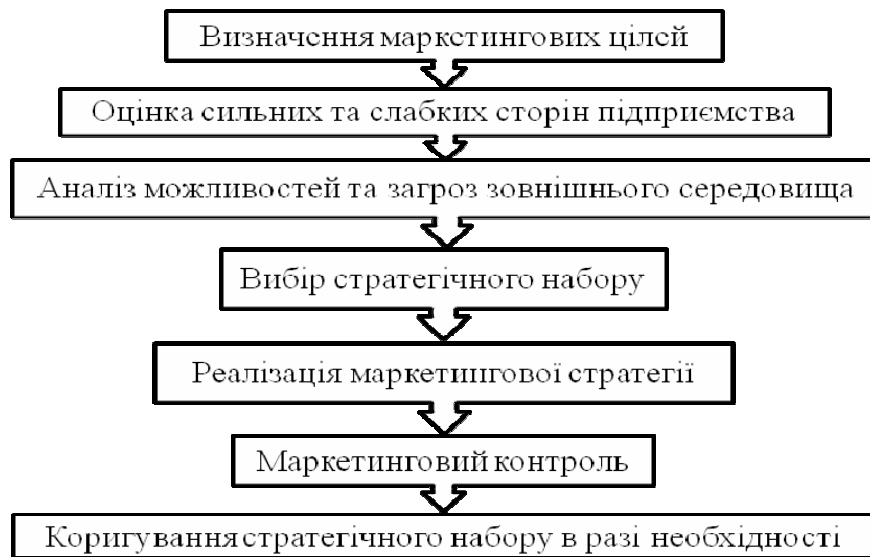 Визначення маркетингових цілей
Оцінка сильних та слабких сторін підприємства
Аналіз можливостей та загроз зовнішнього середовища
Вибір стратегічного набору
Реалізація маркетингової стратегії
Маркетинговий контроль
Коригування стратегічного набору в разі необхідності